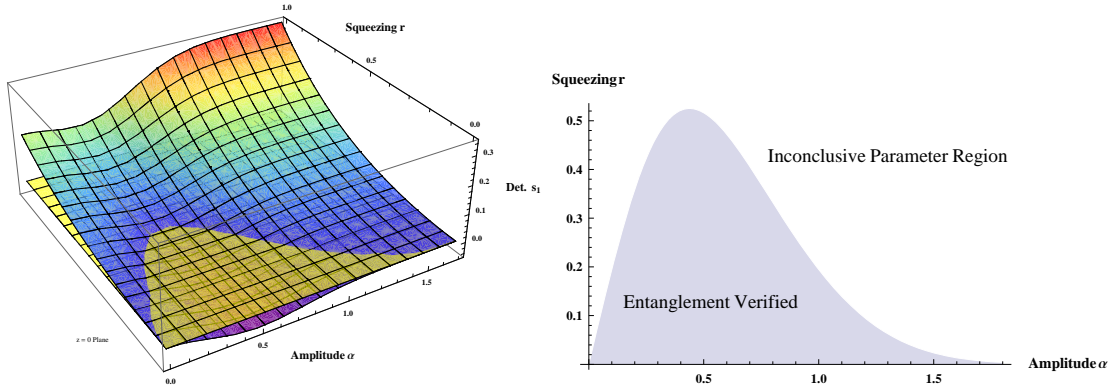 1.0
Squeezing r
0.5
0.0
0.3
0.2
Det. s1
0.1
0.0
1.5
1.0
0.5
Amplitude α
0.0
z = 0 Plane
Squeezing r
0.5
0.4
0.3
0.2
0.1
Inconclusive Parameter Region
Entanglement Verified
0.5
1.0
1.5
Amplitude α